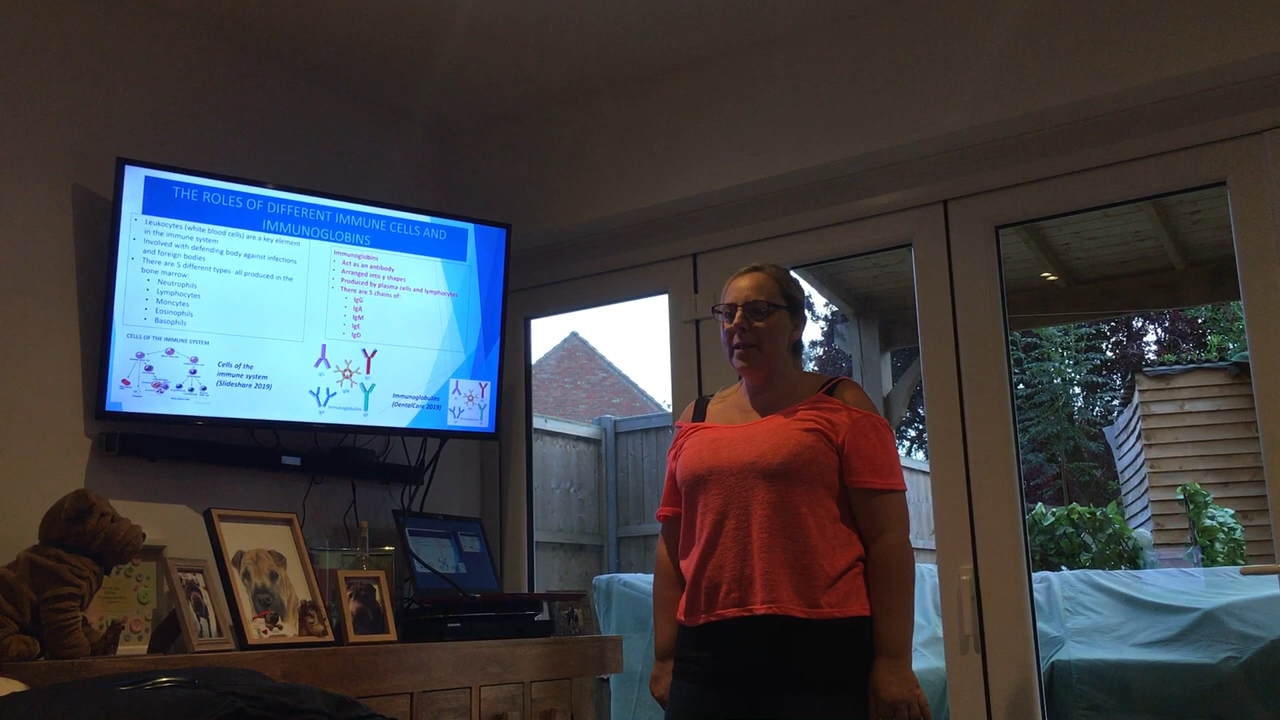 THE ROLES OF DIFFERENT IMMUNE CELLS AND
IMMUNOGLOBINS
• Leukocytes (white blood cells) are a key element
in the immune system
• Involved with defending body against infections
and foreign bodies
• There are 5 different types- all produced in the
bone marrow:
• Neutrophils
• Lymphocytes
• Moncytes
• Eosinophils
• Basophils
Immunoglobins
• Act as an antibody
• Arranged into y shapes
• Produced by plasma cells and lymphocytes
• There are 5 chains of:
• IgG
• IgA
• IgM
• IgE
• IgD
CELLS OF THE IMMUNE SYSTEM
Cells of the
immune system
(Slideshare 2019)
Immunoglobulins
Immunoglobulins
(DentalCare 2019)
SAMSUNG